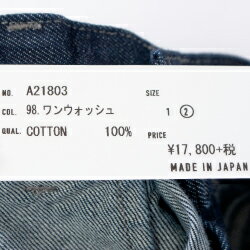 NO. A21803
COL. 98.ワンウォッシュ SIZE
1 ②
QUAL. COTTON 100% PRICE
¥17,800+税
MADE IN JAPAN